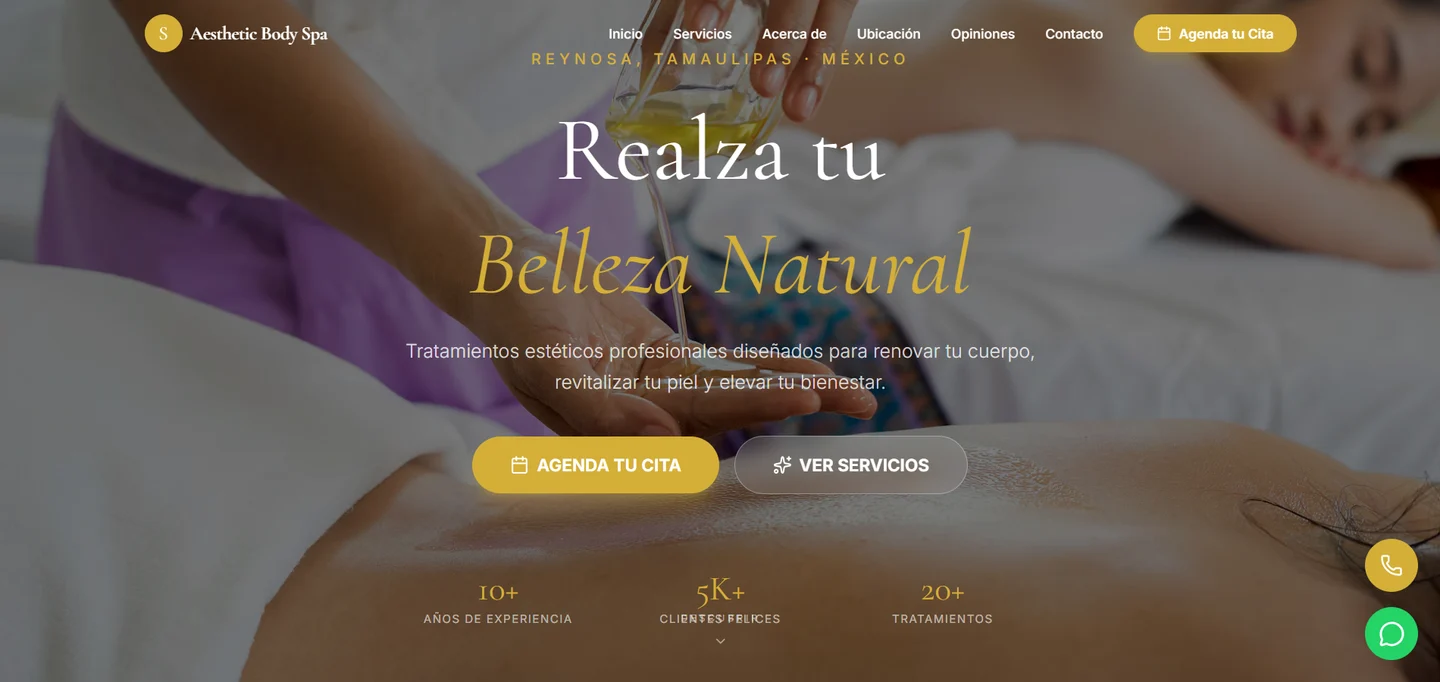 S Aesthetic Body Spa Inicio Servicios Acerca de Ubicación Opiniones Contacto Agenda tu Cita
REYNOSA, TAMAULIPAS · MÉXICO
Realza tu
Belleza Natural
Tratamientos estéticos profesionales diseñados para renovar tu cuerpo,
revitalizar tu piel y elevar tu bienestar.
AGENDA TU CITA VER SERVICIOS
10+ 5K+ 20+
AÑOS DE EXPERIENCIA CLIENTES FELICES TRATAMIENTOS